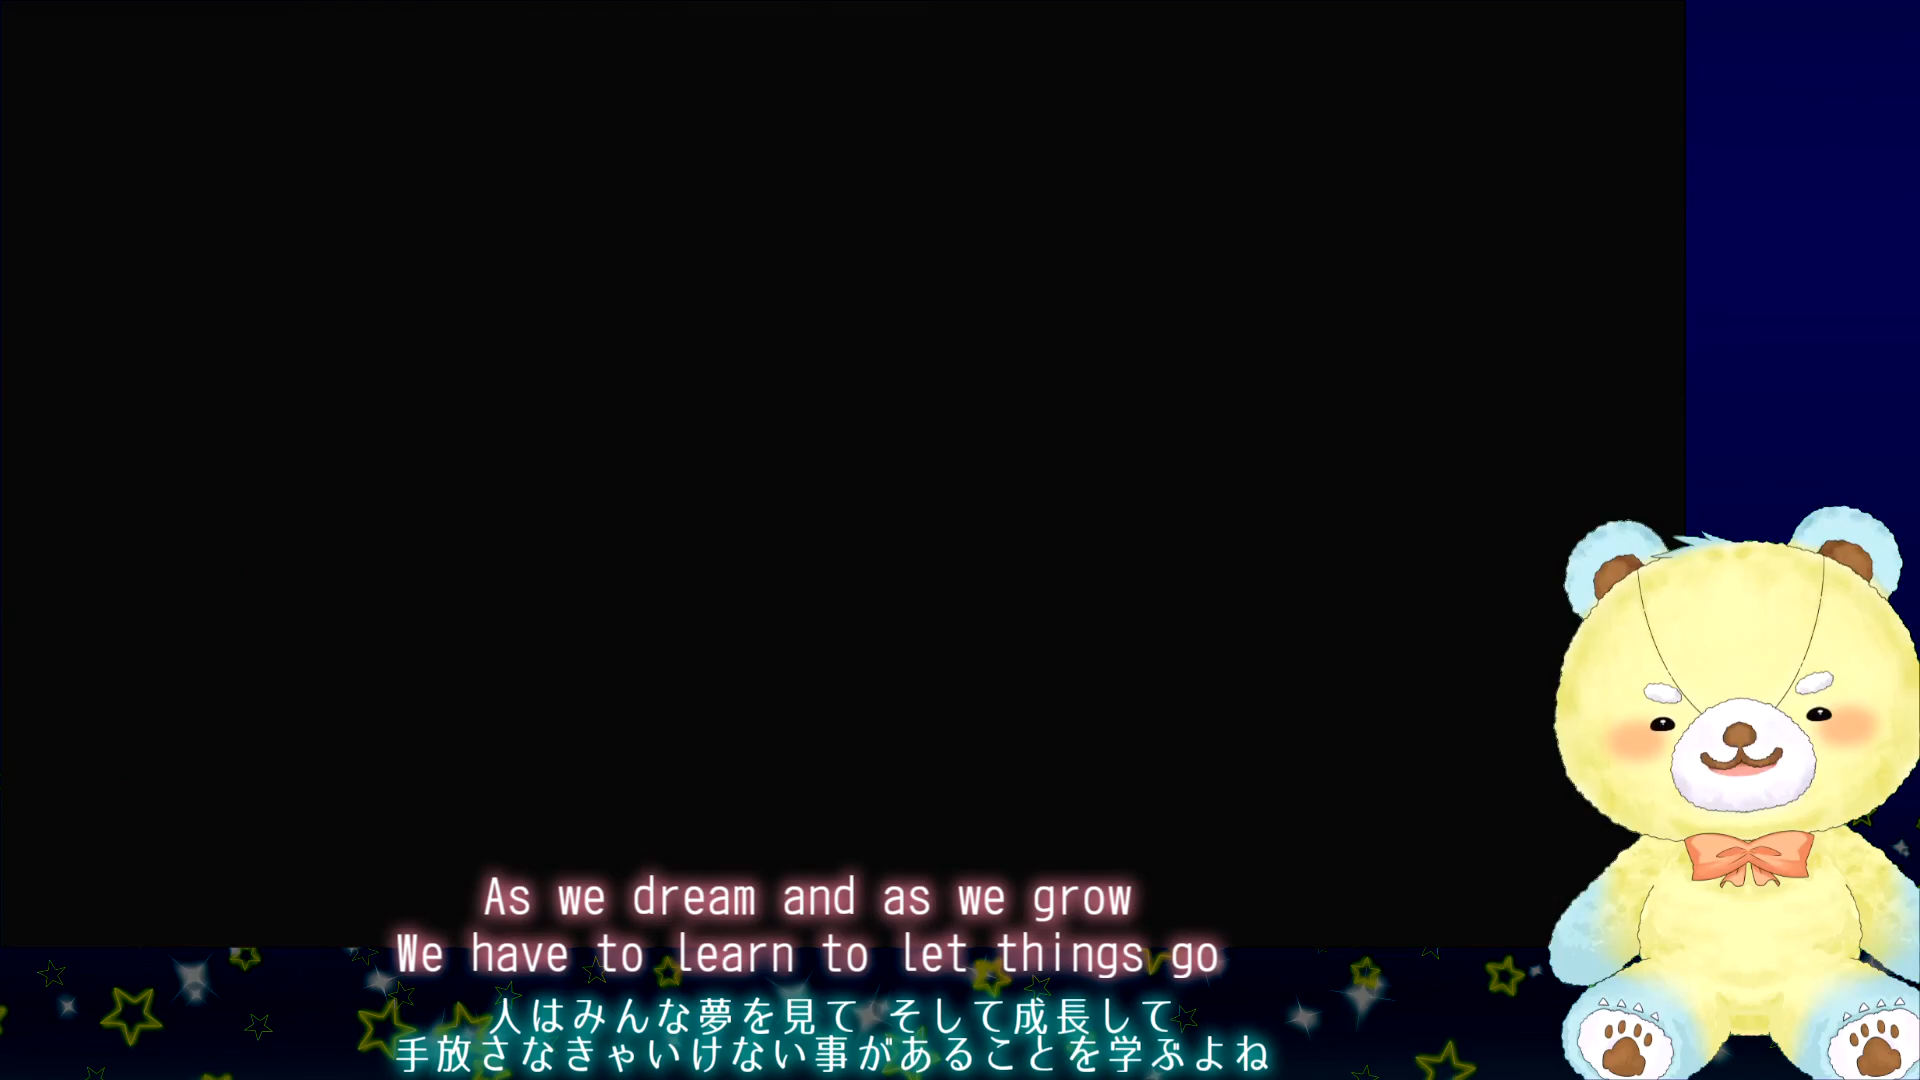 As we dream and as we grow
We have to learn to let things go
人はみんな夢を見て そして成長して
手放さなきゃいけない事があることを学ぶよね